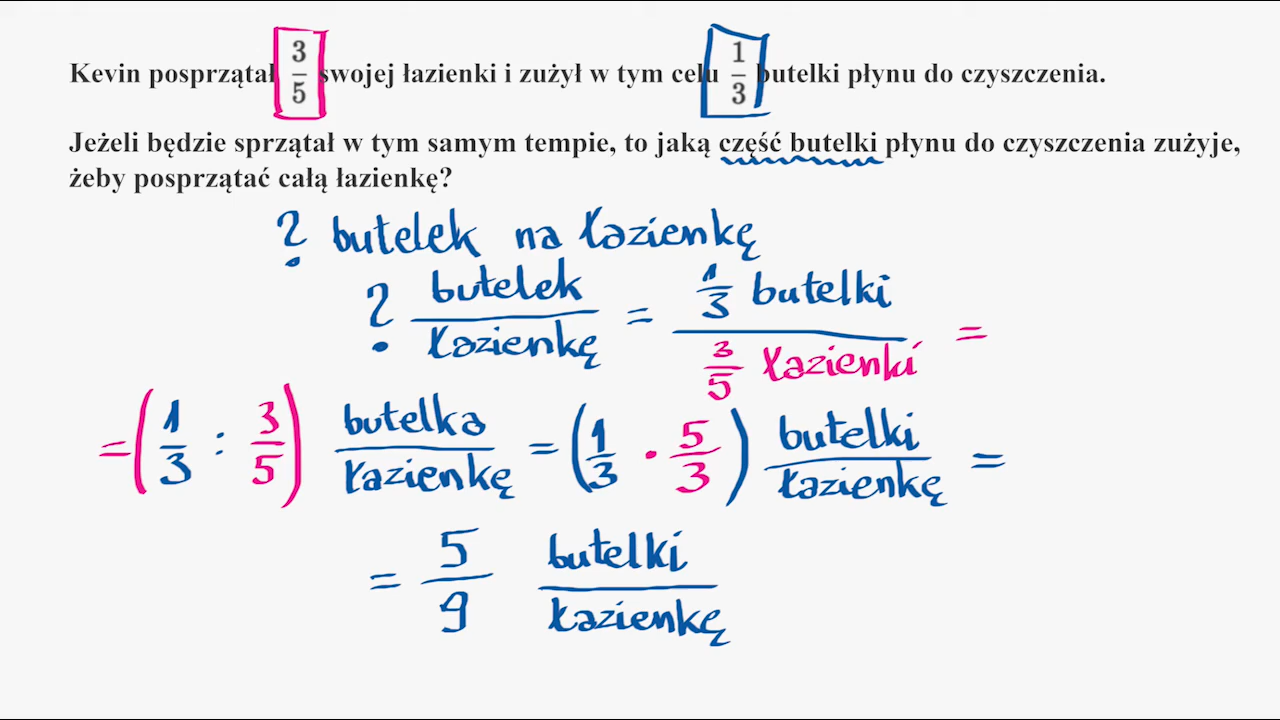 Kevin posprzątał 3/5 swojej łazienki i zużył w tym celu 1/3 butelki płynu do czyszczenia.
Jeżeli będzie sprzątał w tym samym tempie, to jaką część butelki płynu do czyszczenia zużyje,
żeby posprzątać całą łazienkę?
? butelek na łazienkę
? butelek/łazienkę = 1/3 butelki / 3/5 łazienki =
= (1/3 : 3/5) butelka/łazienkę = (1/3 · 5/3) butelki/łazienkę =
= 5/9 butelki/łazienkę